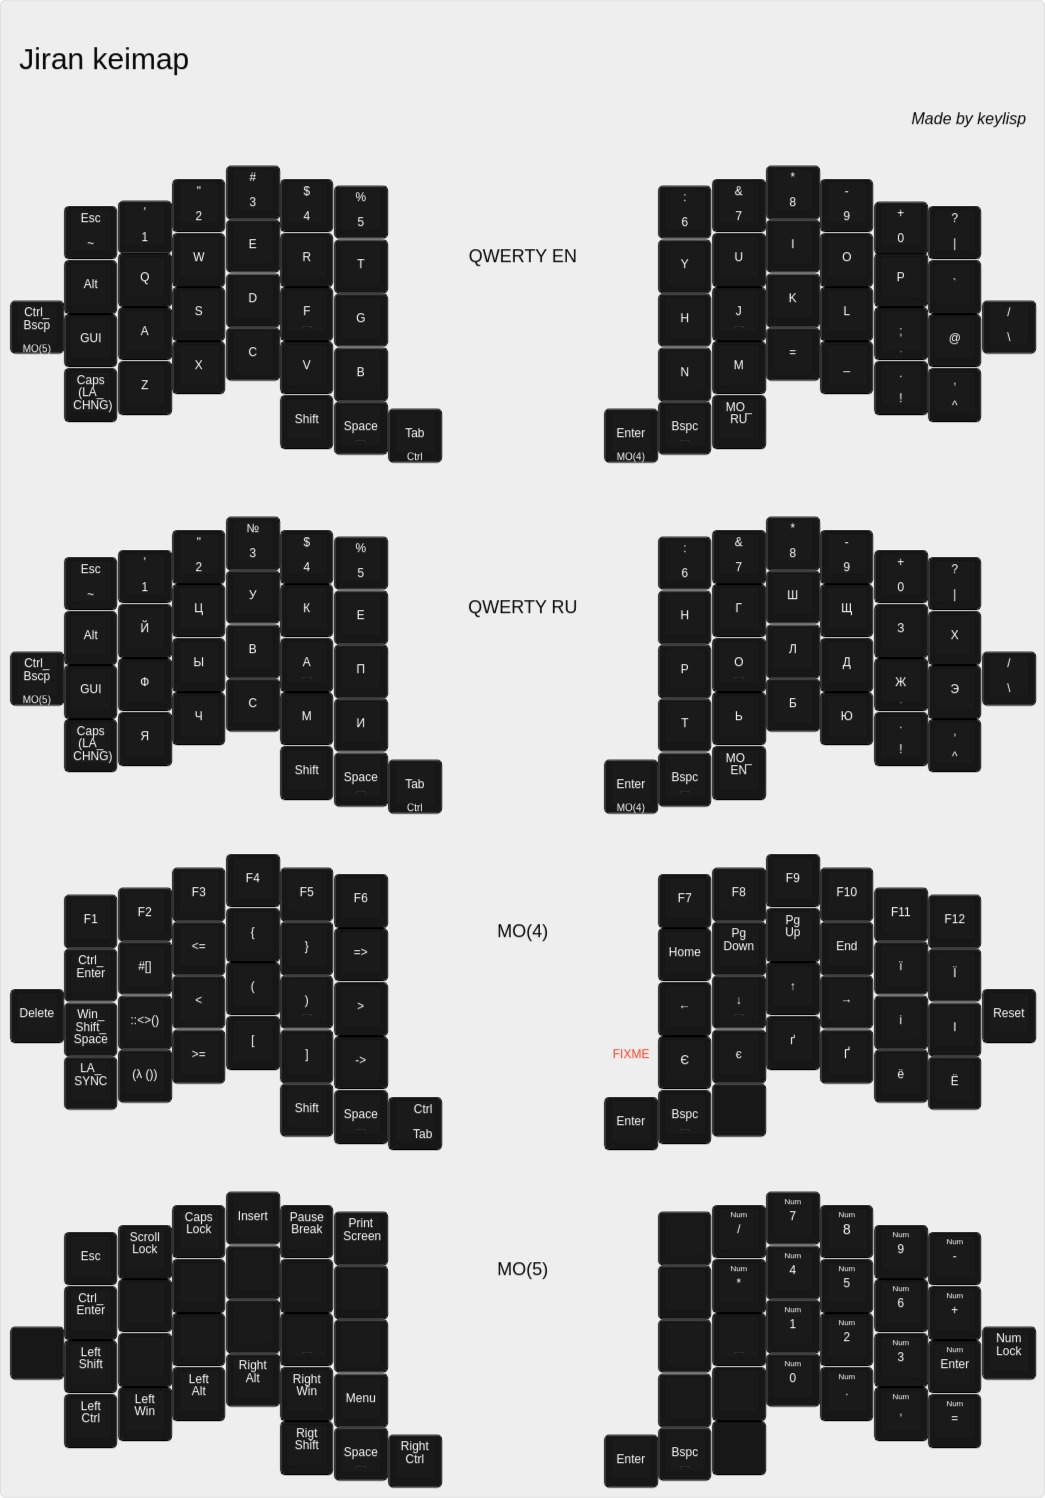 Jiran keimap
Made by keylisp
QWERTY EN
Esc
~
'
1
"
2
#
3
$
4
%
5
:
6
&
7
*
8
-
9
+
0
?
|
Alt
Q
W
E
R
T
Y
U
I
O
P
`
Ctrl_
Bscp
MO(5)
GUI
A
S
D
F
G
H
J
K
L
;
.
@
/
\
Caps
(LA_
CHNG)
Z
X
C
V
B
N
M
=
_
.
!
,
^
Shift
Space
Tab
Ctrl
Enter
MO(4)
Bspc
MO_
RU
QWERTY RU
Esc
~
'
1
"
2
№
3
$
4
%
5
:
6
&
7
*
8
-
9
+
0
?
|
Alt
Й
Ц
У
К
Е
Н
Г
Ш
Щ
З
Х
Ctrl_
Bscp
MO(5)
GUI
Ф
Ы
В
А
П
Р
О
Л
Д
Ж
.
Э
/
\
Caps
(LA_
CHNG)
Я
Ч
С
М
И
Т
Ь
Б
Ю
.
!
,
^
Shift
Space
Tab
Ctrl
Enter
MO(4)
Bspc
MO_
EN
MO(4)
F1
F2
F3
F4
F5
F6
F7
F8
F9
F10
F11
F12
Ctrl_
Enter
#[]
<=
{
}
=>
Home
Pg
Down
Pg
Up
End
ї
Ї
Delete
Win_
Shift_
Space
::<>()
<
(
)
>
←
↓
↑
→
і
І
Reset
LA_
SYNC
(λ ())
>=
[
]
->
FIXME
Є
є
ґ
Ґ
ё
Ё
Shift
Space
Ctrl
Tab
Enter
Bspc
MO(5)
Esc
Scroll
Lock
Caps
Lock
Insert
Pause
Break
Print
Screen
Num
/
Num
7
Num
8
Num
9
Num
-
Ctrl_
Enter
Num
*
Num
4
Num
5
Num
6
Num
+
Left
Shift
Num
1
Num
2
Num
3
Num
Enter
Num
Lock
Left
Ctrl
Left
Win
Left
Alt
Right
Alt
Right
Win
Menu
Num
0
Num
.
Num
,
Num
=
Rigt
Shift
Space
Right
Ctrl
Enter
Bspc